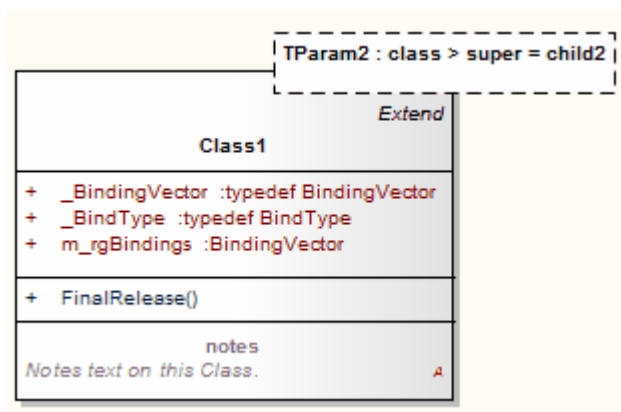 TParam2 : class > super = child2
Extend
Class1
+ _BindingVector :typedef BindingVector
+ _BindType :typedef BindType
+ m_rgBindings :BindingVector
+ FinalRelease()
notes
Notes text on this Class.
A